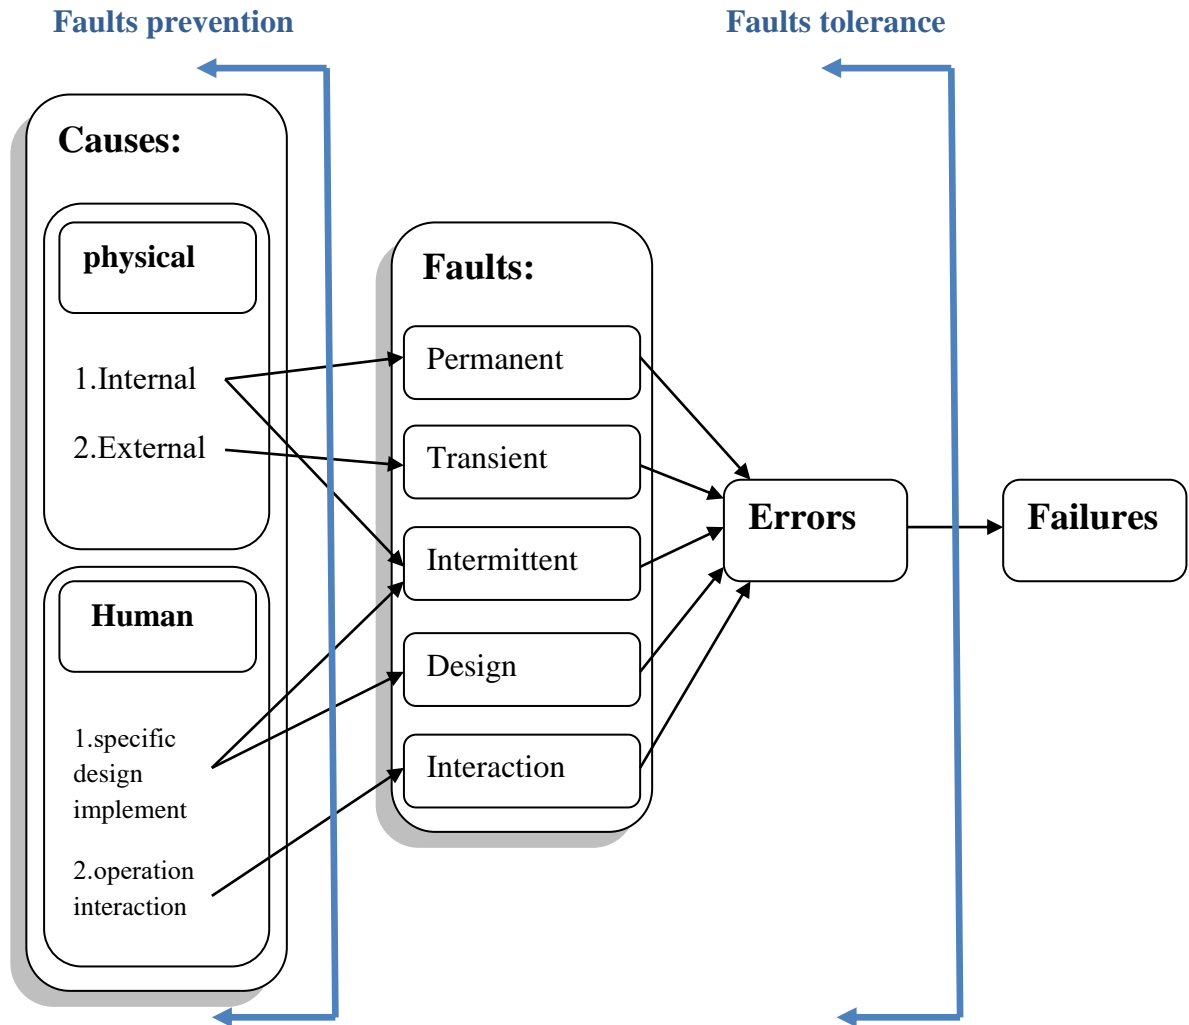 Faults prevention
Faults tolerance
Causes:
physical
1.Internal
2.External
Human
1.specific
design
implement
2.operation
interaction
Faults:
Permanent
Transient
Intermittent
Design
Interaction
Errors
Failures